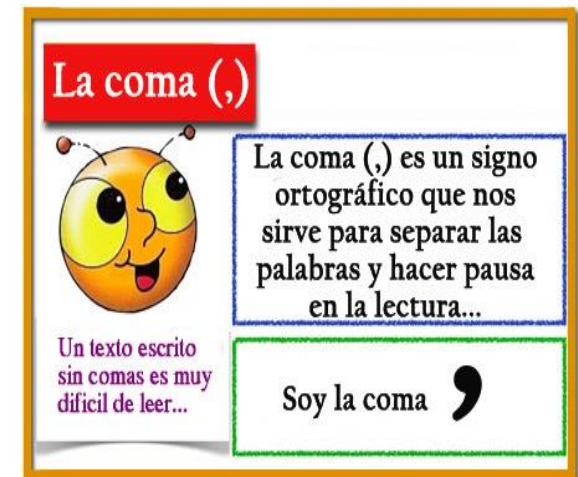 La coma (,)
La coma (,) es un signo
ortográfico que nos
sirve para separar las
palabras y hacer pausa
en la lectura...
Un texto escrito
sin comas es muy
dificil de leer...
Soy la coma ,